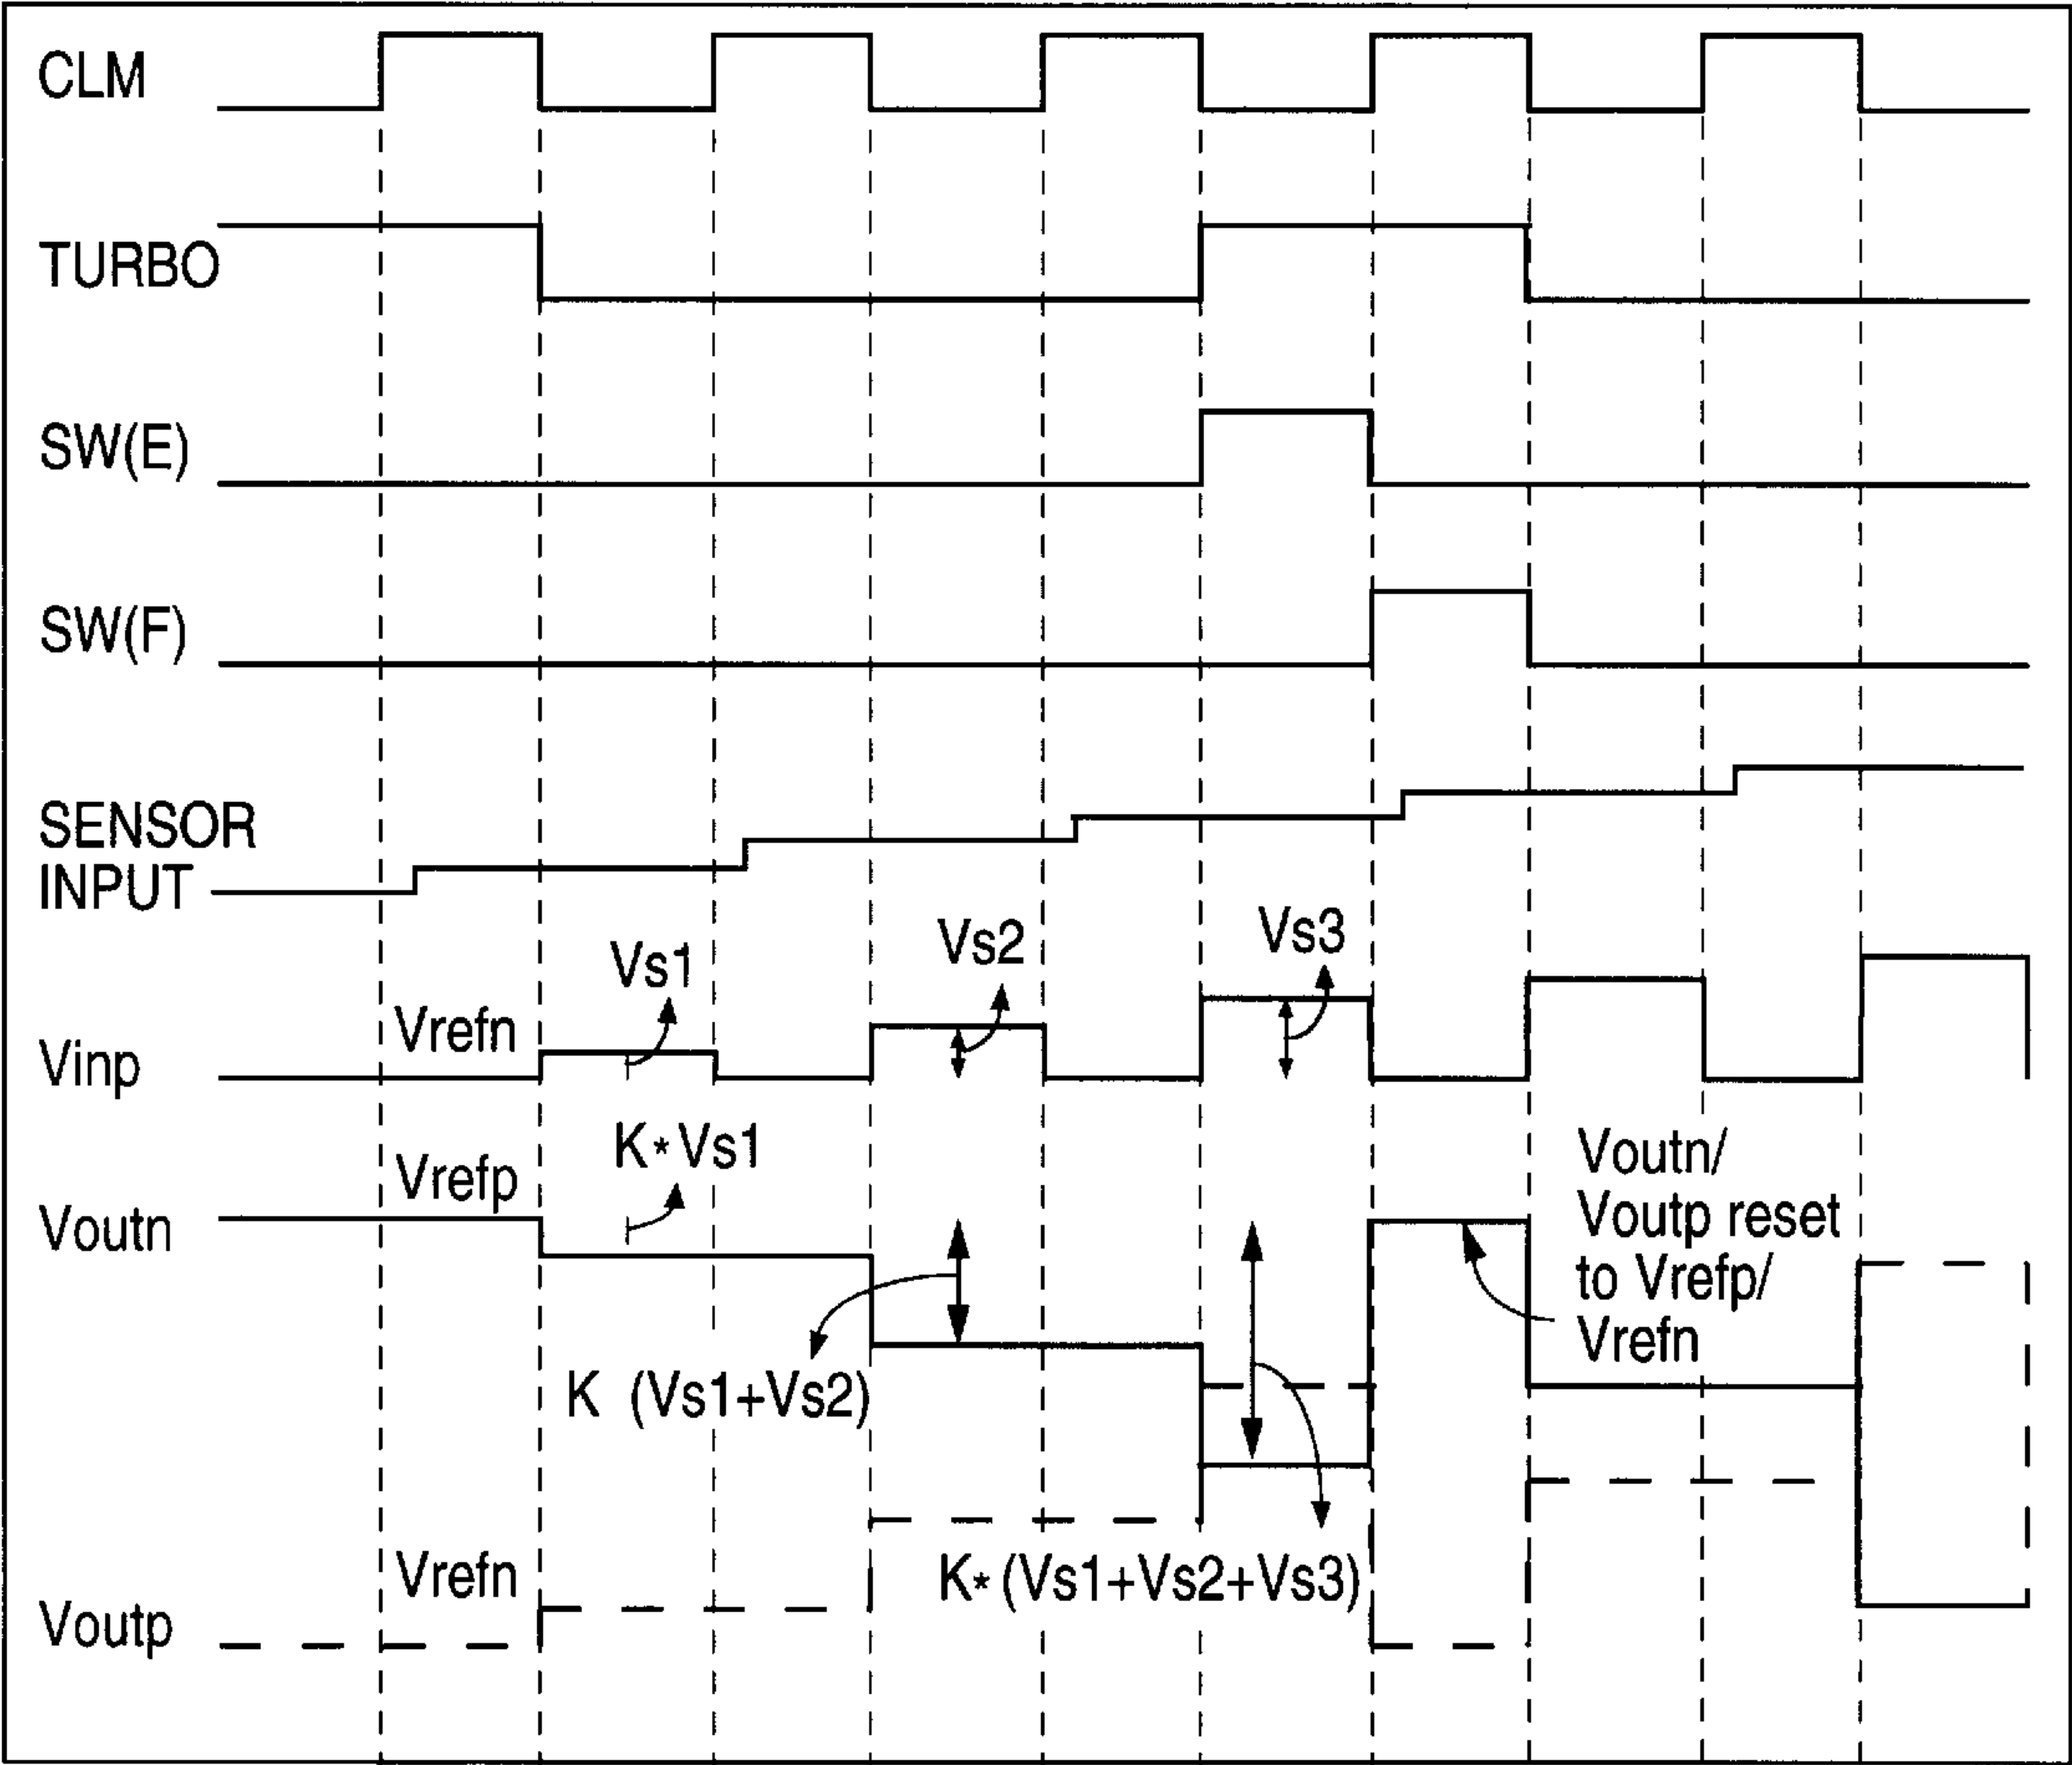 CLM
TURBO
SW(E)
SW(F)
SENSOR
INPUT
Vs1
Vs2
Vs3
Vrefn
Vinp
K*Vs1
Vrefp
Voutn
Voutn/
Voutp reset
to Vrefp/
Vrefn
K (Vs1+Vs2)
K*(Vs1+Vs2+Vs3)
Vrefn
Voutp